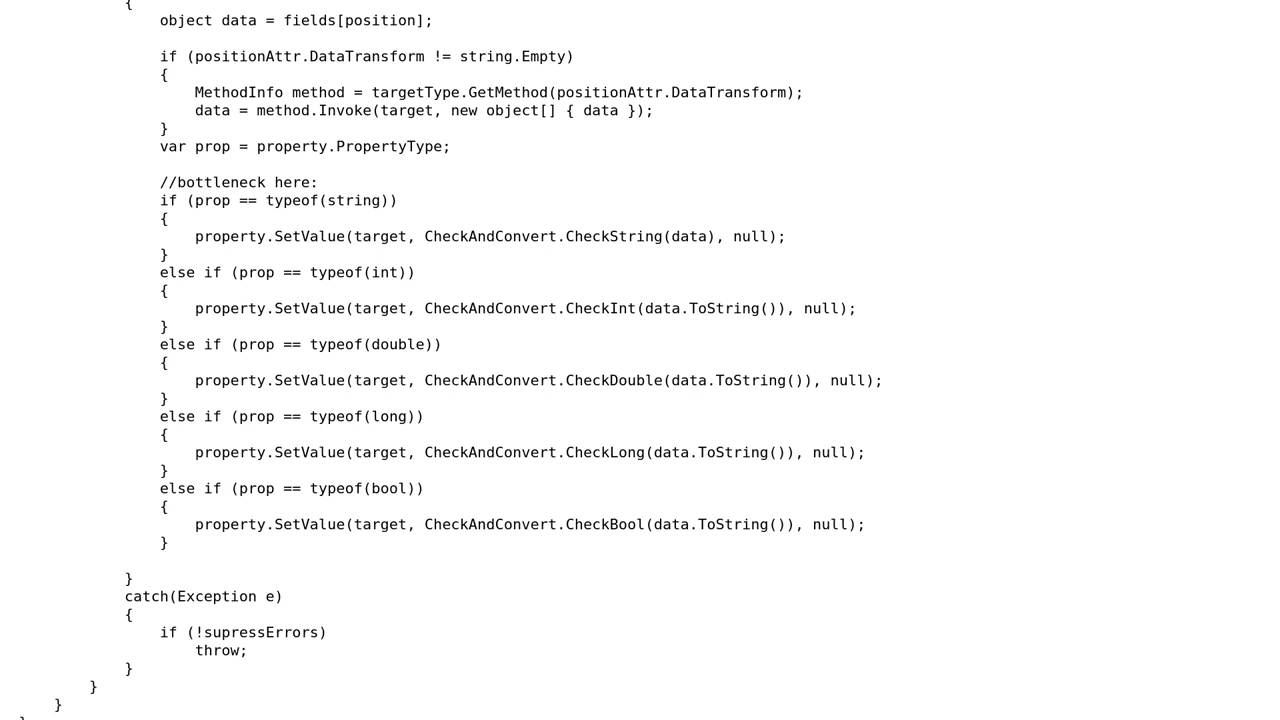 {
object data = fields[position];
if (positionAttr.DataTransform != string.Empty)
{
MethodInfo method = targetType.GetMethod(positionAttr.DataTransform);
data = method.Invoke(target, new object[] { data });
}
var prop = property.PropertyType;
//bottleneck here:
if (prop == typeof(string))
{
property.SetValue(target, CheckAndConvert.CheckString(data), null);
}
else if (prop == typeof(int))
{
property.SetValue(target, CheckAndConvert.CheckInt(data.ToString()), null);
}
else if (prop == typeof(double))
{
property.SetValue(target, CheckAndConvert.CheckDouble(data.ToString()), null);
}
else if (prop == typeof(long))
{
property.SetValue(target, CheckAndConvert.CheckLong(data.ToString()), null);
}
else if (prop == typeof(bool))
{
property.SetValue(target, CheckAndConvert.CheckBool(data.ToString()), null);
}
}
catch(Exception e)
{
if (!supressErrors)
throw;
}
}
}
}